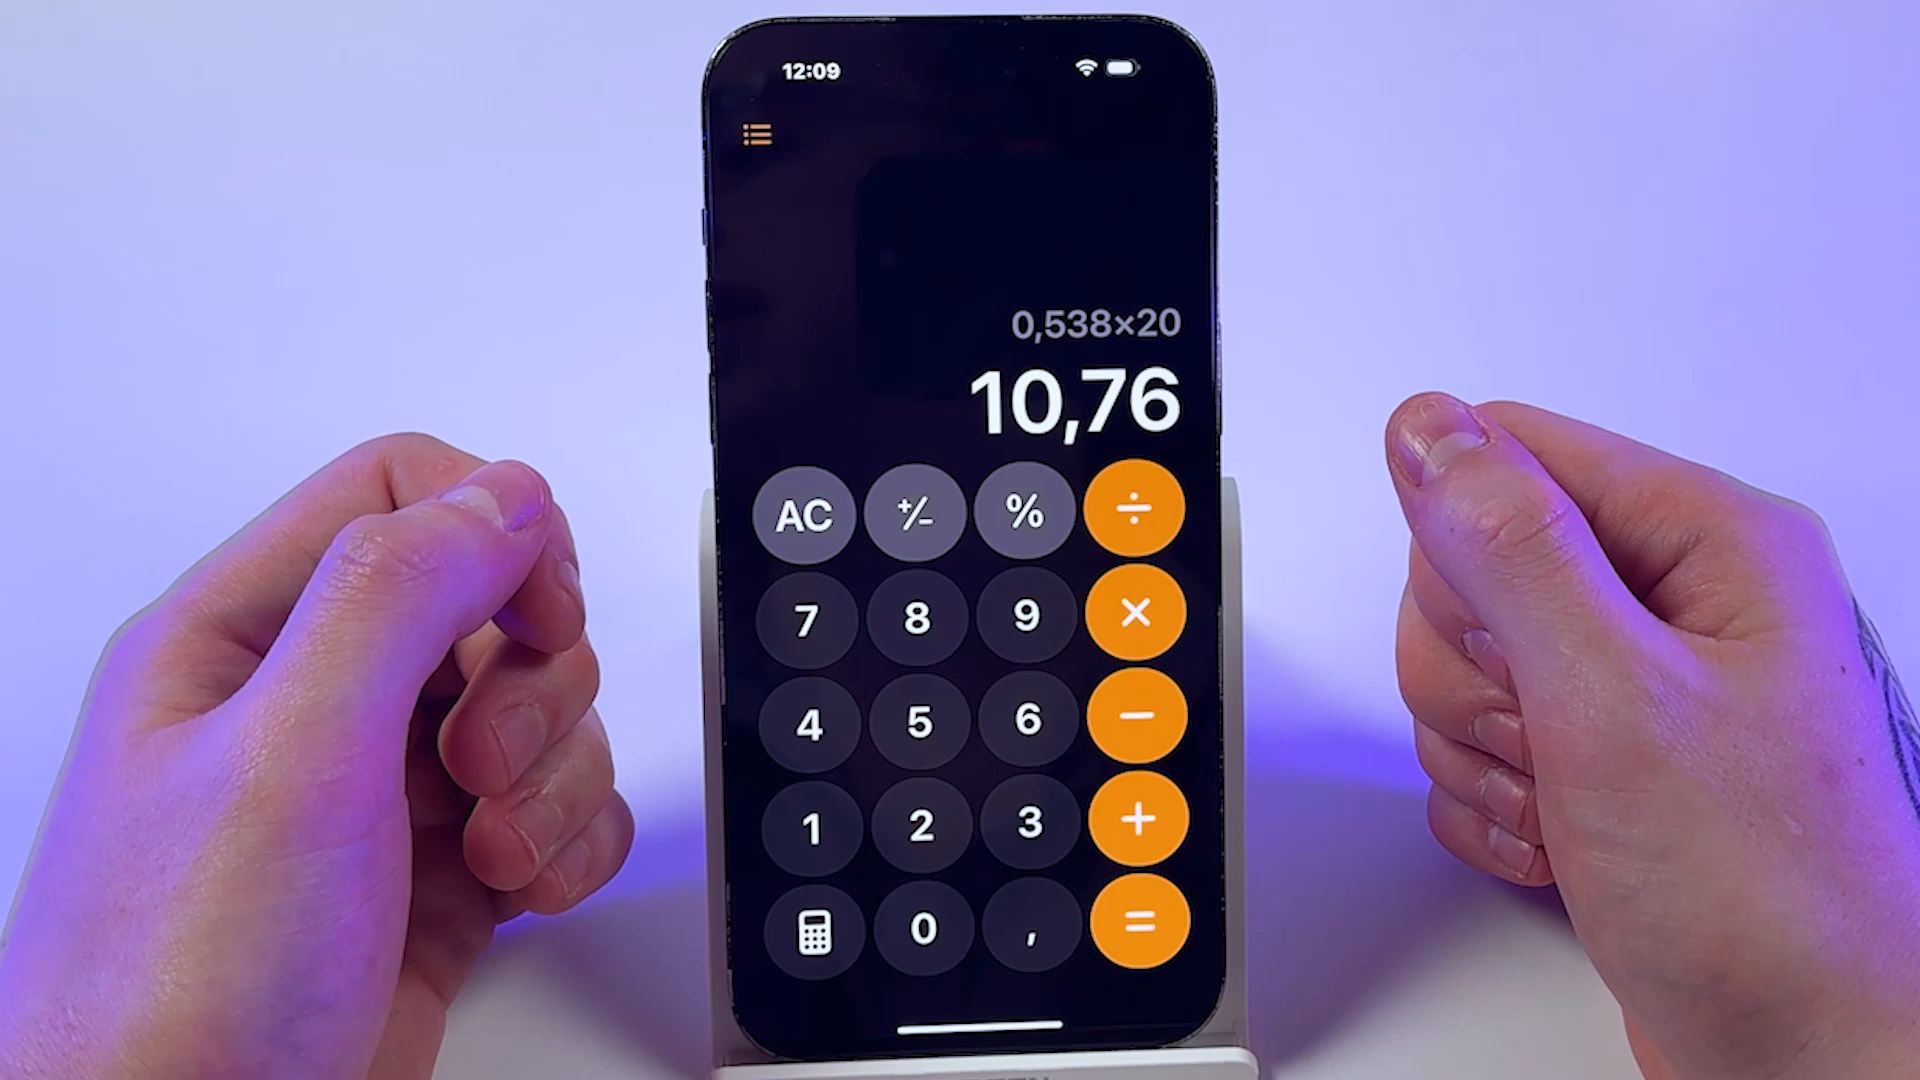 12:09
0,538×20
10,76
AC +/− % ÷
7 8 9 ×
4 5 6 −
1 2 3 +
0 , =